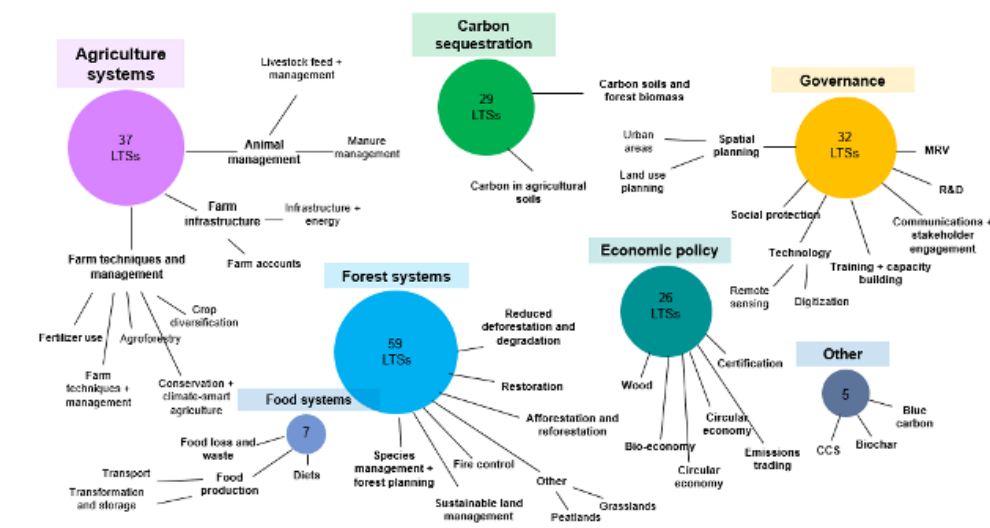 Agriculture
systems
37
LTSs
Livestock feed +
management
Animal
management
Manure
management
Farm
infrastructure
Infrastructure +
energy
Farm accounts
Farm techniques and
management
Fertilizer use
Farm
techniques +
management
Agroforestry
Conservation +
climate-smart
agriculture
Crop
diversification
Carbon
sequestration
29
LTSs
Carbon soils and
forest biomass
Carbon in agricultural
soils
Governance
32
LTSs
Spatial
planning
Urban
areas
Land use
planning
Social protection
Technology
Remote
sensing
Digitization
Training + capacity
building
Communications +
stakeholder
engagement
R&D
MRV
Forest systems
59
LTSs
Reduced
deforestation and
degradation
Restoration
Afforestation and
reforestation
Other
Grasslands
Peatlands
Fire control
Sustainable land
management
Species
management +
forest planning
Food systems
7
Food loss and
waste
Food
production
Transport
Transformation
and storage
Diets
Economic policy
26
LTSs
Wood
Bio-economy
Circular
economy
Circular
economy
Emissions
trading
Certification
Other
5
Blue
carbon
Biochar
CCS